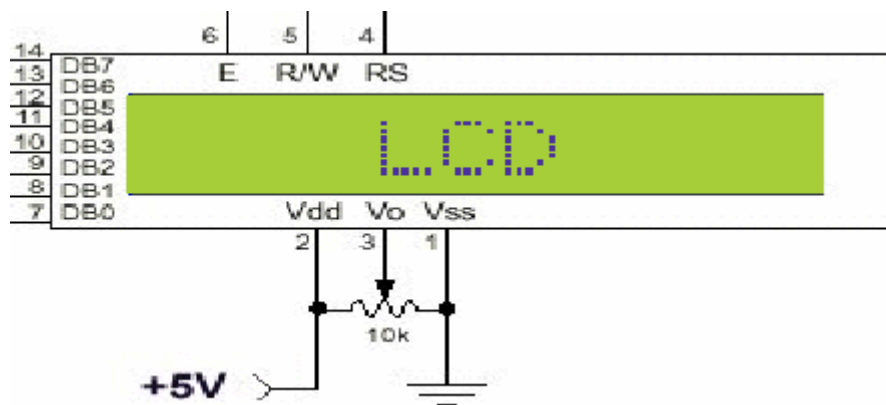 6 5 4
14 DB7 E R/W RS
13 DB6
12 DB5
11 DB4
10 DB3
9 DB2
8 DB1
7 DB0
LCD
Vdd Vo Vss
2 3 1
10k
+5V